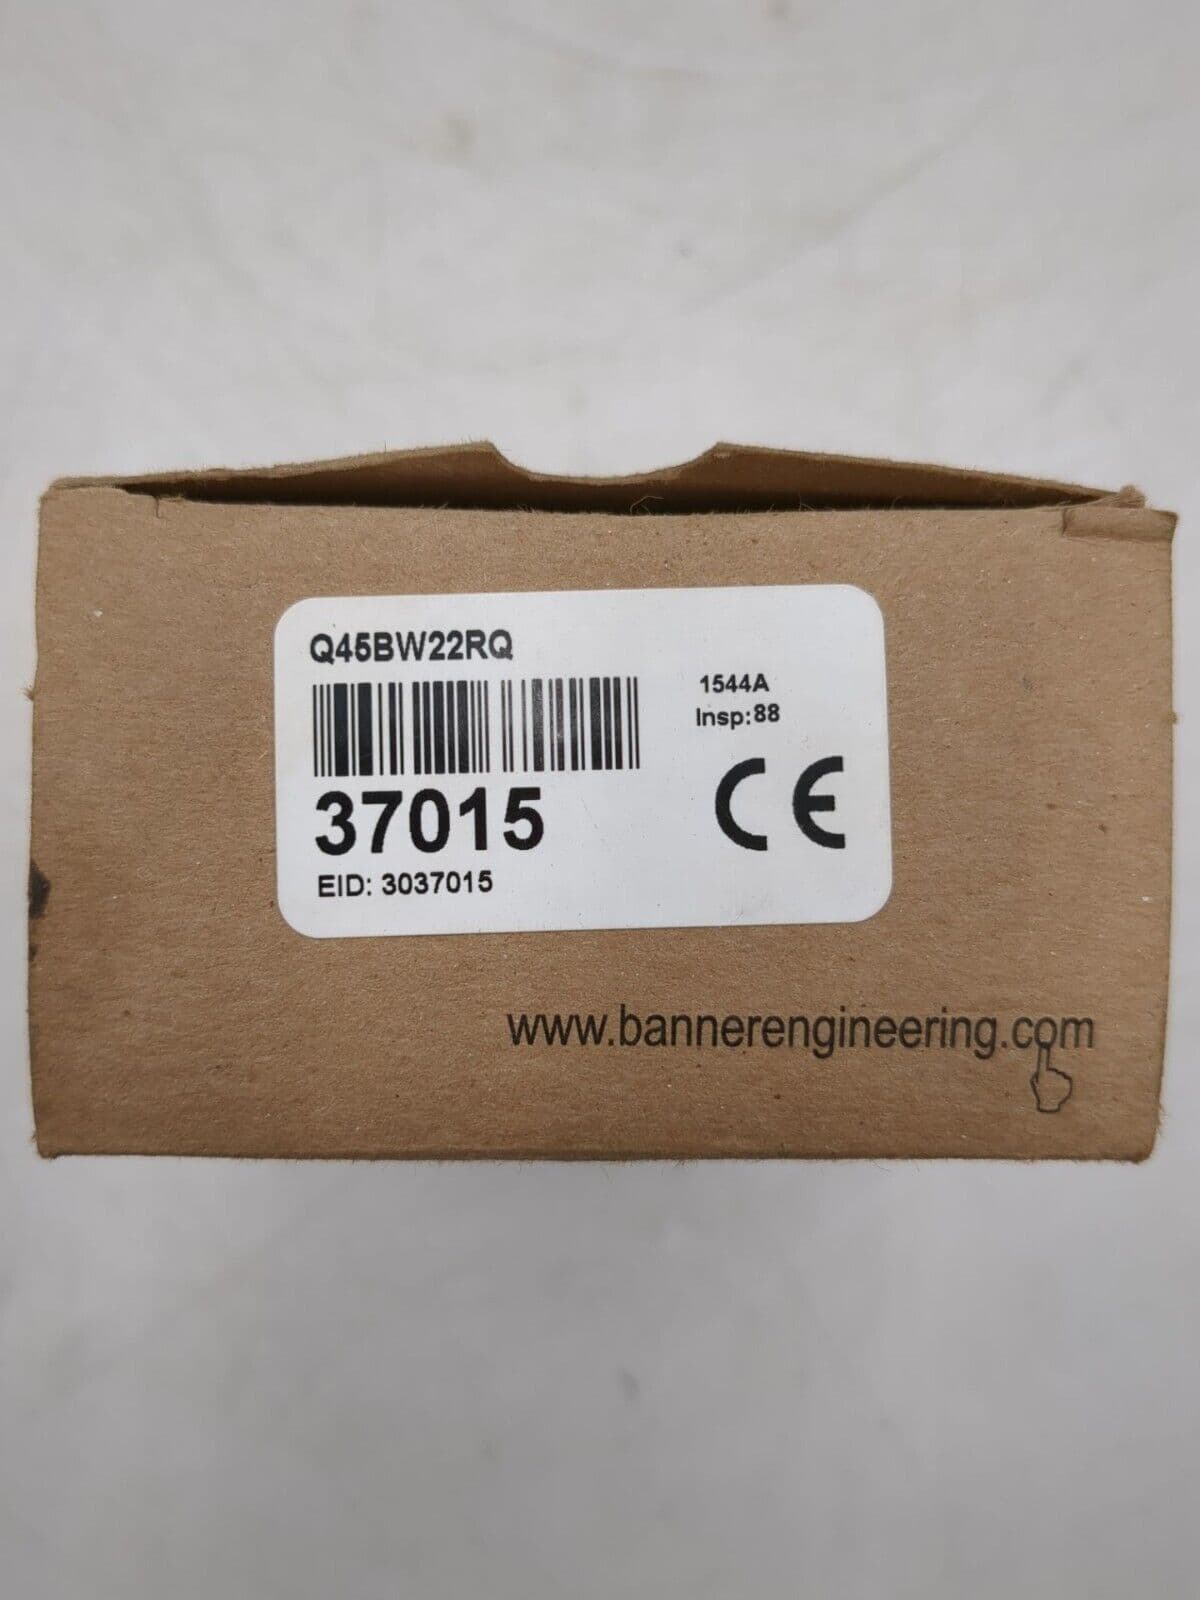 Q45BW22RQ
1544A
Insp:88
37015
CE
EID: 3037015
www.bannerengineering.com